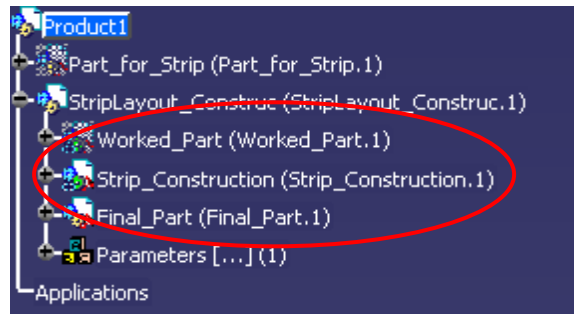 Product1
Part_for_Strip (Part_for_Strip.1)
StripLayout_Construc (StripLayout_Construc.1)
Worked_Part (Worked_Part.1)
Strip_Construction (Strip_Construction.1)
Final_Part (Final_Part.1)
Parameters [...] (1)
Applications